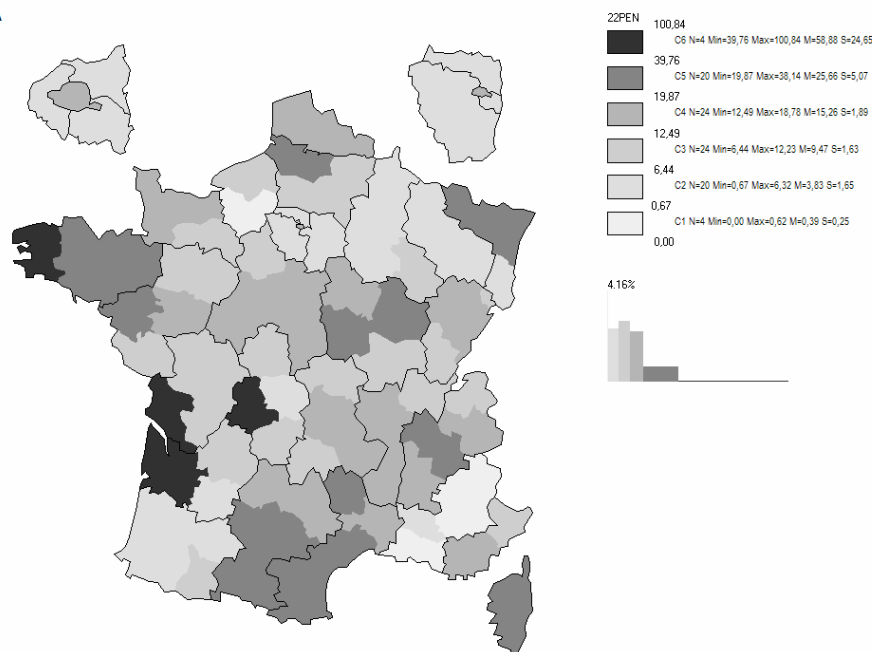 22PEN
100,84
C6 N=4 Min=39,76 Max=100,84 M=58,88 S=24,65
39,76
C5 N=20 Min=19,87 Max=38,14 M=25,66 S=5,07
19,87
C4 N=24 Min=12,49 Max=18,78 M=15,26 S=1,89
12,49
C3 N=24 Min=6,44 Max=12,23 M=9,47 S=1,63
6,44
C2 N=20 Min=0,67 Max=6,32 M=3,83 S=1,65
0,67
C1 N=4 Min=0,00 Max=0,62 M=0,39 S=0,25
0,00
4.16%